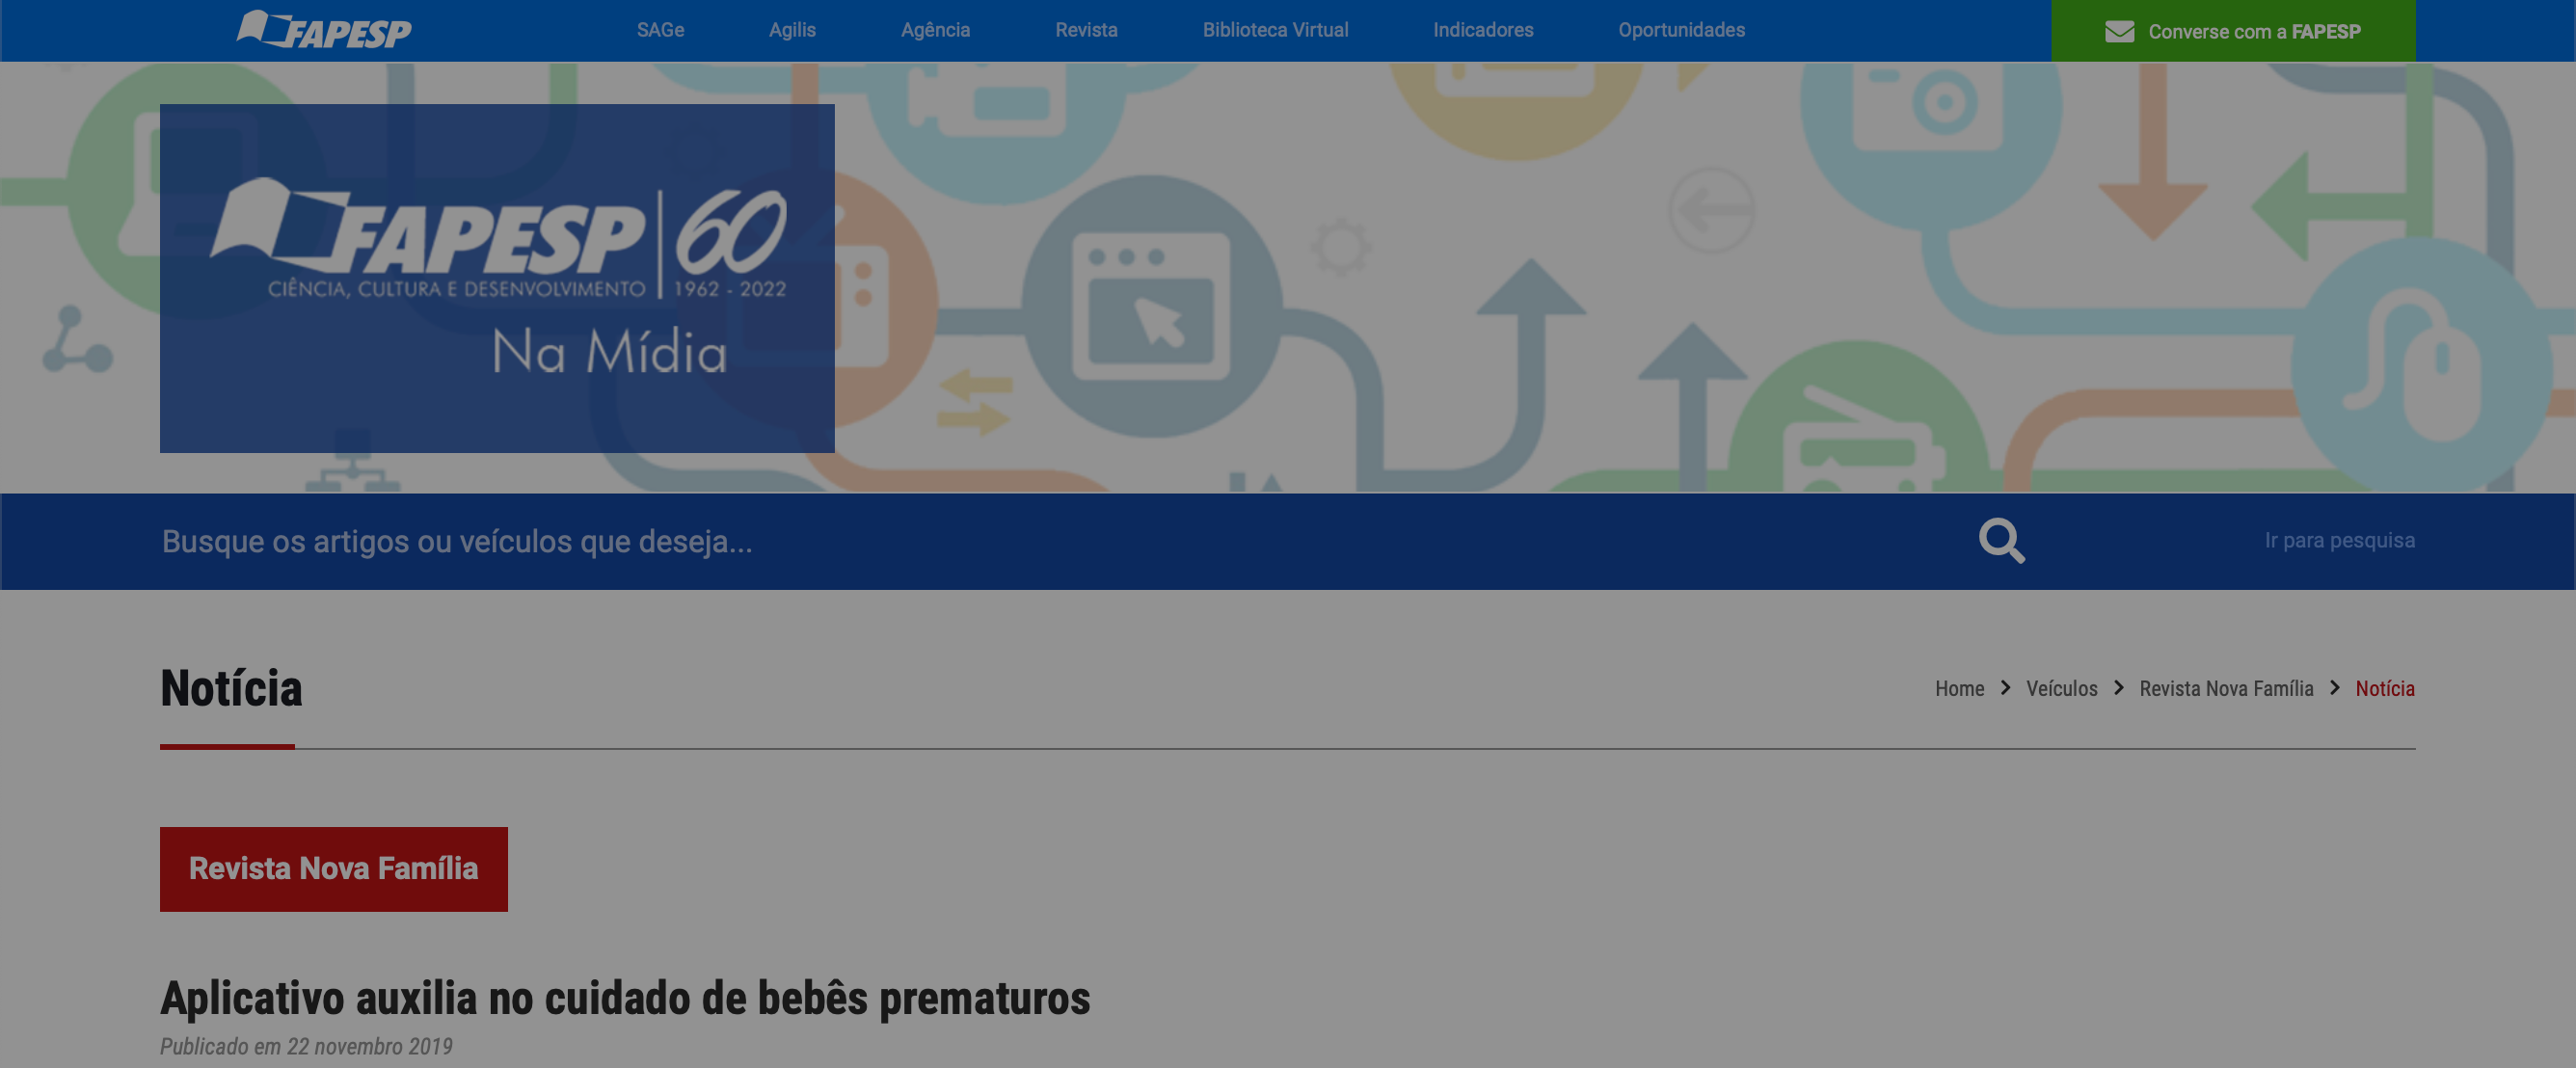 FAPESP
SAGe
Agilis
Agência
Revista
Biblioteca Virtual
Indicadores
Oportunidades
Converse com a FAPESP
FAPESP 60
CIÊNCIA, CULTURA E DESENVOLVIMENTO 1962 - 2022
Na Mídia
Busque os artigos ou veículos que deseja...
Ir para pesquisa
Notícia
Home > Veículos > Revista Nova Família > Notícia
Revista Nova Família
Aplicativo auxilia no cuidado de bebês prematuros
Publicado em 22 novembro 2019